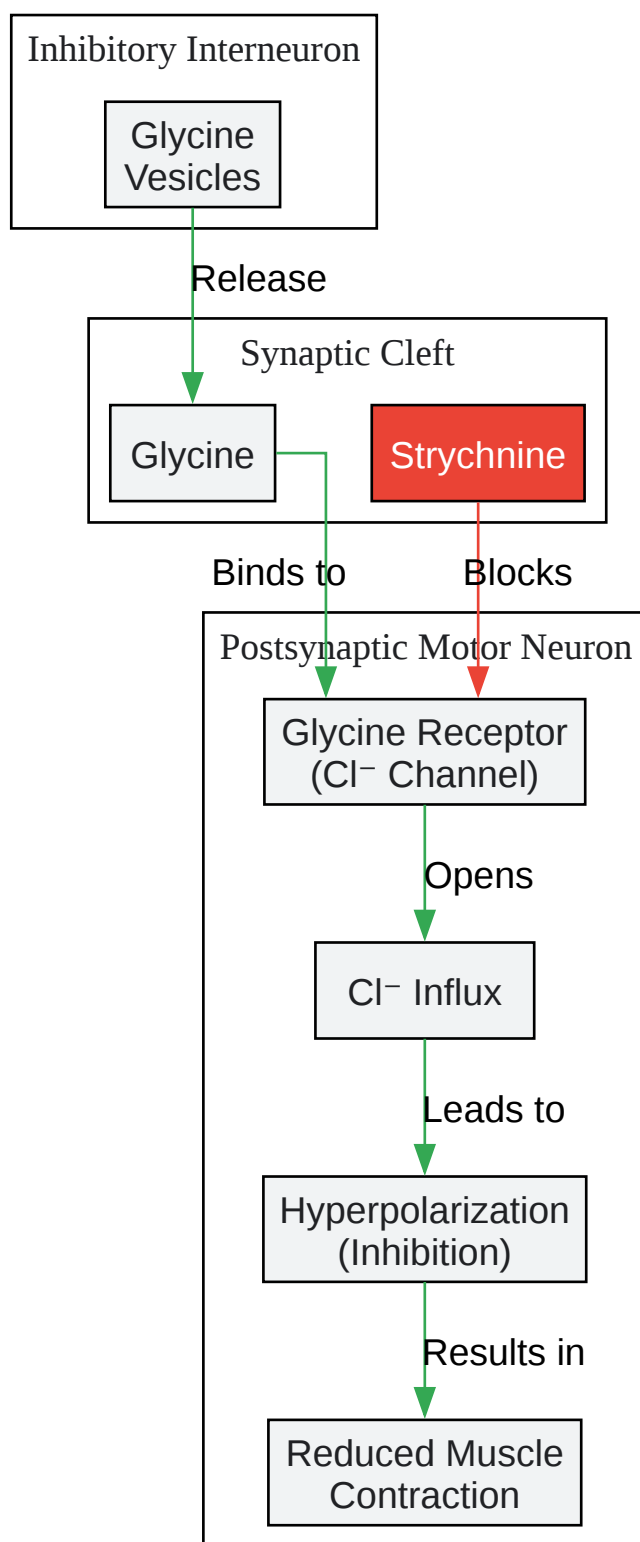 Inhibitory Interneuron
Glycine
Vesicles
Release
Synaptic Cleft
Glycine
Strychnine
Binds to
Blocks
Postsynaptic Motor Neuron
Glycine Receptor
(Cl⁻ Channel)
Opens
Cl⁻ Influx
Leads to
Hyperpolarization
(Inhibition)
Results in
Reduced Muscle
Contraction